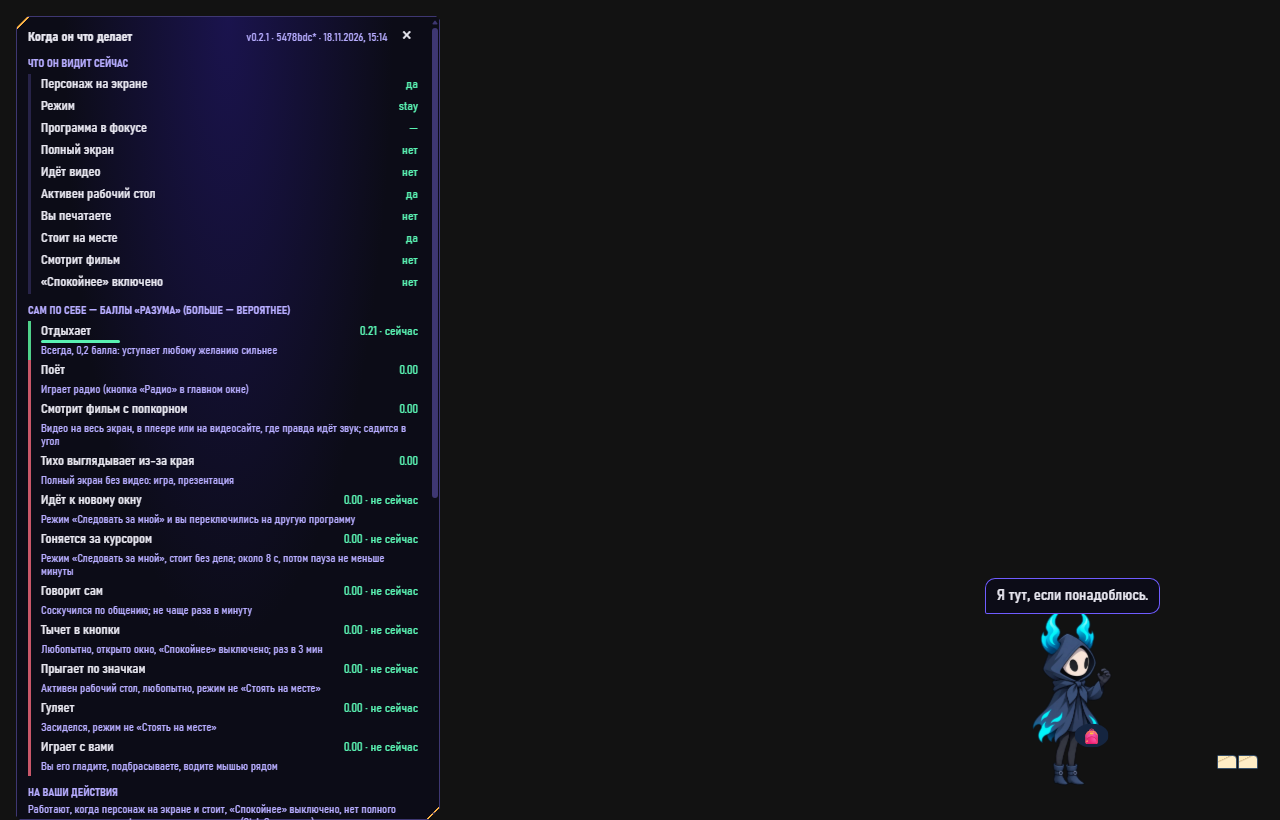 Когда он что делает
v0.2.1 · 5478bdc* · 18.11.2026, 15:14
✕
ЧТО ОН ВИДИТ СЕЙЧАС
Персонаж на экране да
Режим stay
Программа в фокусе —
Полный экран нет
Идёт видео нет
Активен рабочий стол да
Вы печатаете нет
Стоит на месте да
Смотрит фильм нет
«Спокойнее» включено нет
САМ ПО СЕБЕ — БАЛЛЫ «РАЗУМА» (БОЛЬШЕ — ВЕРОЯТНЕЕ)
Отдыхает 0.21 · сейчас
Всегда, 0,2 балла: уступает любому желанию сильнее
Поёт 0.00
Играет радио (кнопка «Радио» в главном окне)
Смотрит фильм с попкорном 0.00
Видео на весь экран, в плеере или на видеосайте, где правда идёт звук; садится в
угол
Тихо выглядывает из-за края 0.00
Полный экран без видео: игра, презентация
Идёт к новому окну 0.00 · не сейчас
Режим «Следовать за мной» и вы переключились на другую программу
Гоняется за курсором 0.00 · не сейчас
Режим «Следовать за мной», стоит без дела; около 8 с, потом пауза не меньше
минуты
Говорит сам 0.00 · не сейчас
Соскучился по общению; не чаще раза в минуту
Тычет в кнопки 0.00 · не сейчас
Любопытно, открыто окно, «Спокойнее» выключено; раз в 3 мин
Прыгает по значкам 0.00 · не сейчас
Активен рабочий стол, любопытно, режим не «Стоять на месте»
Гуляет 0.00 · не сейчас
Засиделся, режим не «Стоять на месте»
Играет с вами 0.00 · не сейчас
Вы его гладите, подбрасываете, водите мышью рядом
НА ВАШИ ДЕЙСТВИЯ
Работают, когда персонаж на экране и стоит, «Спокойнее» выключено, нет полного
Я тут, если понадоблюсь.